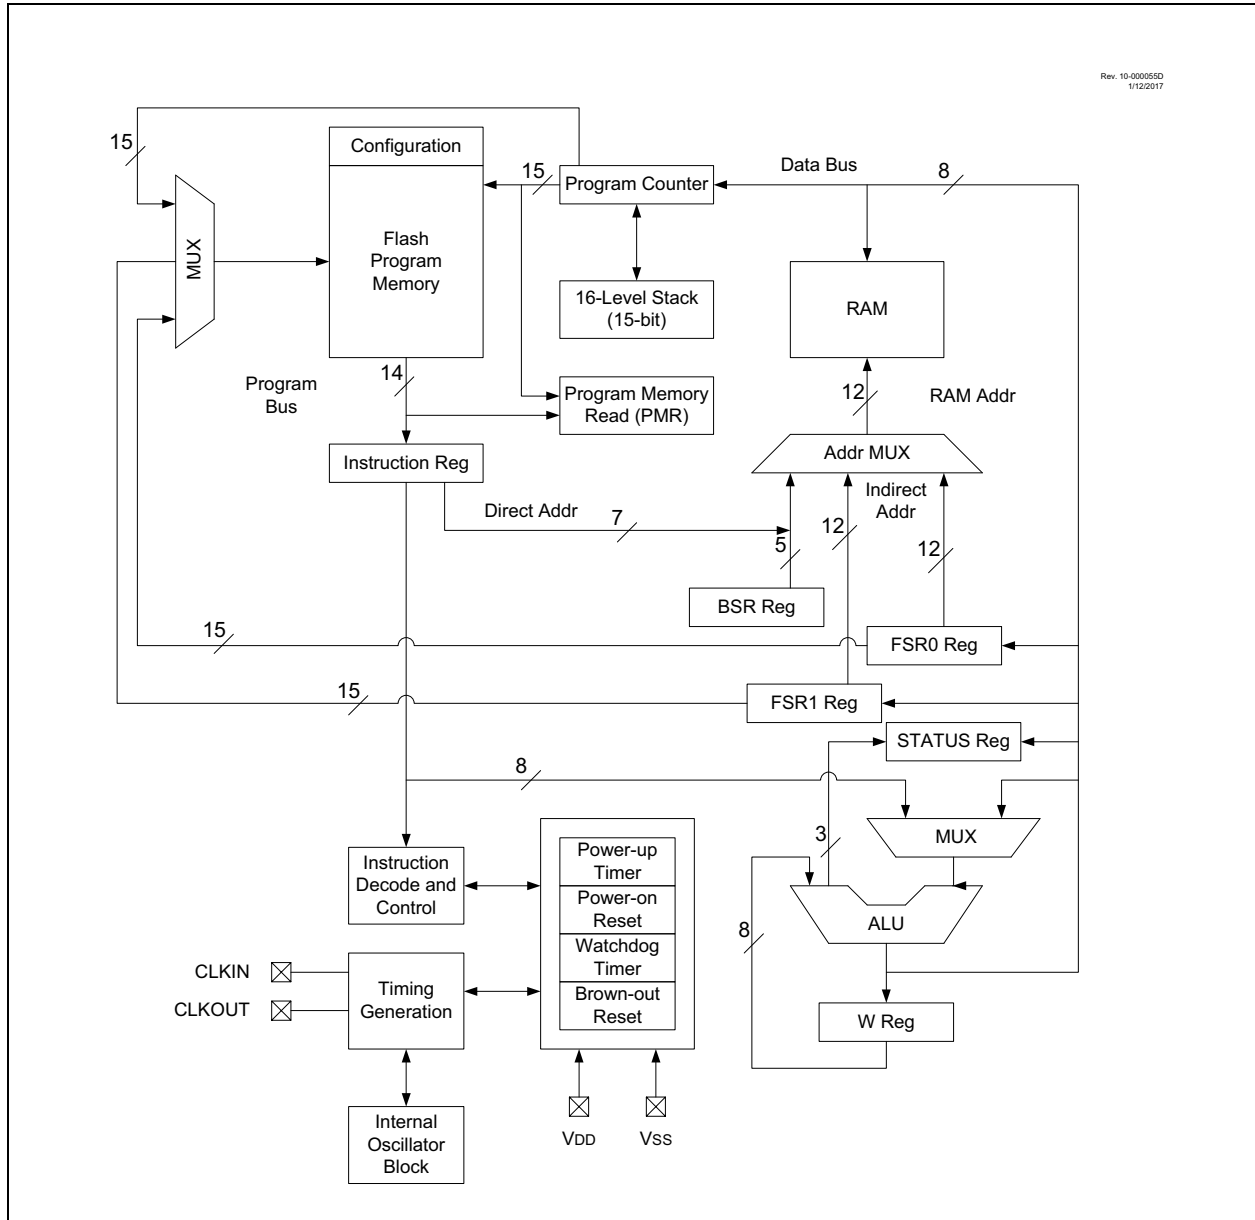 Rev. 10-000055D
1/12/2017
15
Configuration
15
Program Counter
Data Bus
8
MUX
Flash
Program
Memory
16-Level Stack
(15-bit)
RAM
Program
Bus
14
Program Memory
Read (PMR)
12
RAM Addr
Addr MUX
Instruction Reg
Indirect
Addr
Direct Addr
7
5
12
12
BSR Reg
15
FSR0 Reg
15
FSR1 Reg
STATUS Reg
8
3
MUX
Instruction
Decode and
Control
Power-up
Timer
Power-on
Reset
Watchdog
Timer
Brown-out
Reset
ALU
8
CLKIN
CLKOUT
Timing
Generation
W Reg
Internal
Oscillator
Block
VDD
VSS